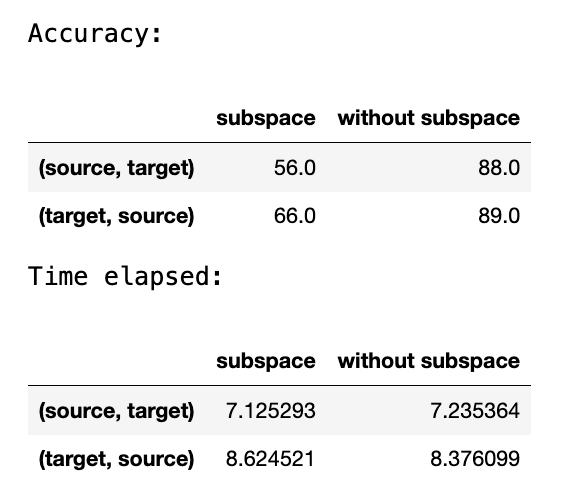 Accuracy:
subspace without subspace
(source, target) 56.0 88.0
(target, source) 66.0 89.0
Time elapsed:
subspace without subspace
(source, target) 7.125293 7.235364
(target, source) 8.624521 8.376099